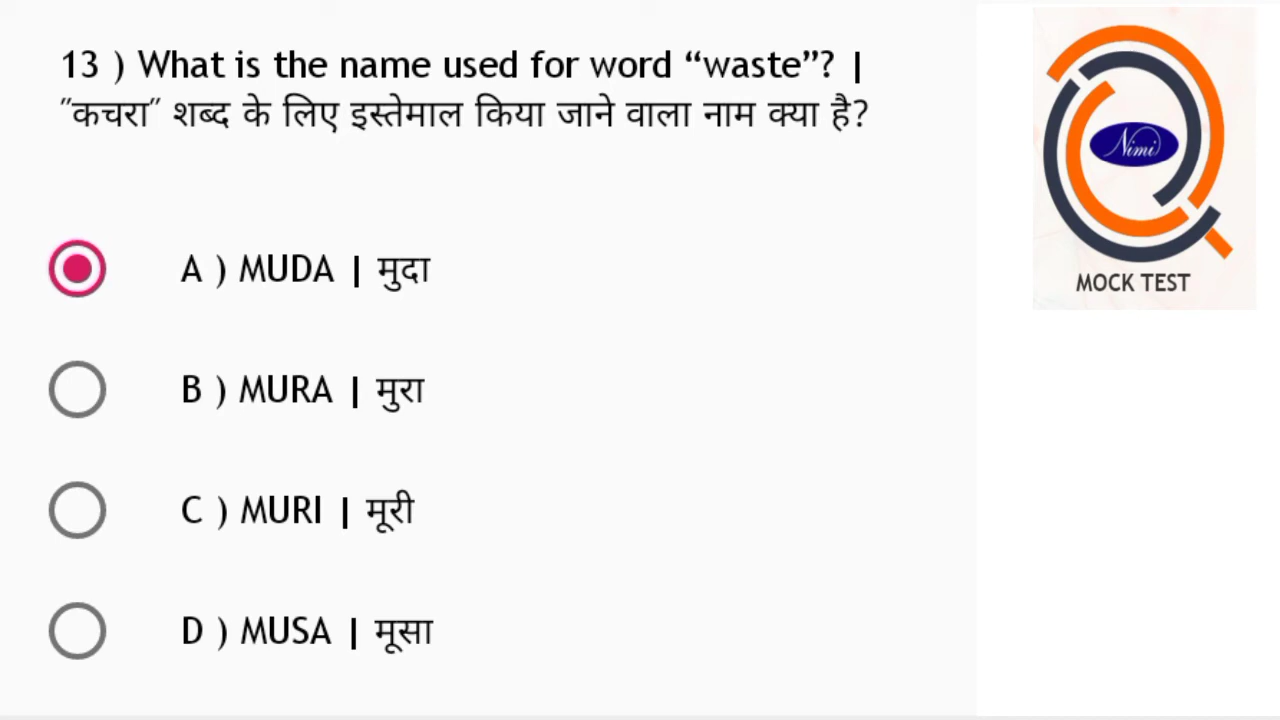 13 ) What is the name used for word “waste”? |
"कचरा" शब्द के लिए इस्तेमाल किया जाने वाला नाम क्या है?
A ) MUDA | मुदा
B ) MURA | मुरा
C ) MURI | मूरी
D ) MUSA | मूसा
Nimi
MOCK TEST